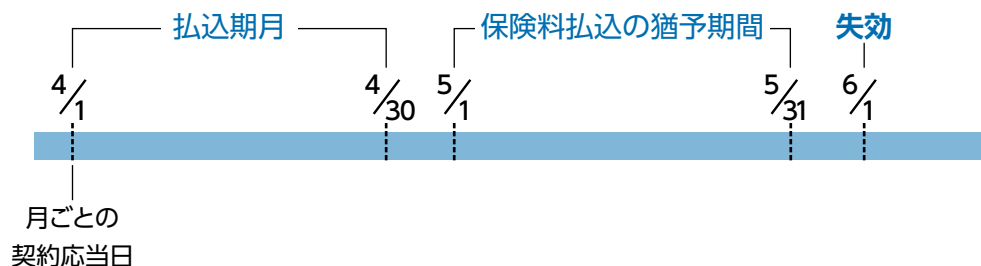 払込期月
保険料払込の猶予期間
失効
4/1
4/30
5/1
5/31
6/1
月ごとの
契約応当日